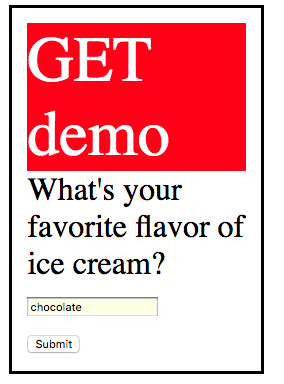 GET
demo
What's your
favorite flavor of
ice cream?
chocolate
Submit